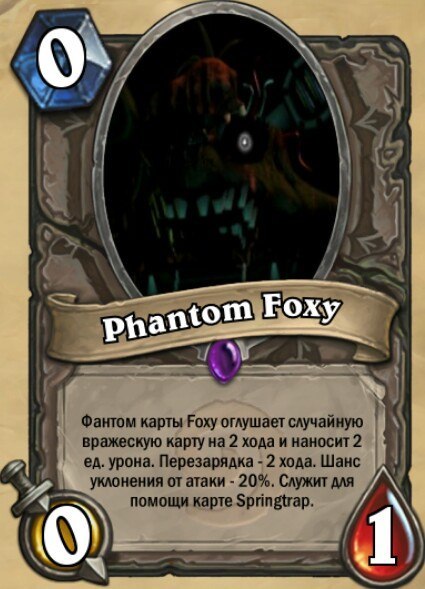 0
Phantom Foxy
Фантом карты Foxy оглушает случайную
вражескую карту на 2 хода и наносит 2
ед. урона. Перезарядка - 2 хода. Шанс
уклонения от атаки - 20%. Служит для
помощи карте Springtrap.
0
1